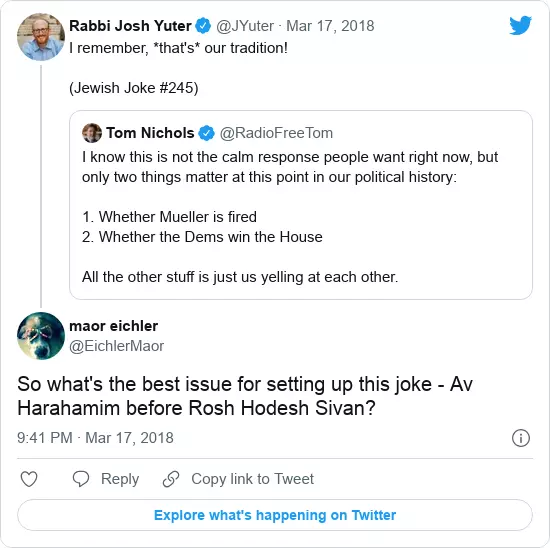 Rabbi Josh Yuter @JYuter · Mar 17, 2018
I remember, *that's* our tradition!
(Jewish Joke #245)
Tom Nichols @RadioFreeTom
I know this is not the calm response people want right now, but
only two things matter at this point in our political history:
1. Whether Mueller is fired
2. Whether the Dems win the House
All the other stuff is just us yelling at each other.
maor eichler
@EichlerMaor
So what's the best issue for setting up this joke - Av
Harahamim before Rosh Hodesh Sivan?
9:41 PM · Mar 17, 2018
Reply Copy link to Tweet
Explore what's happening on Twitter